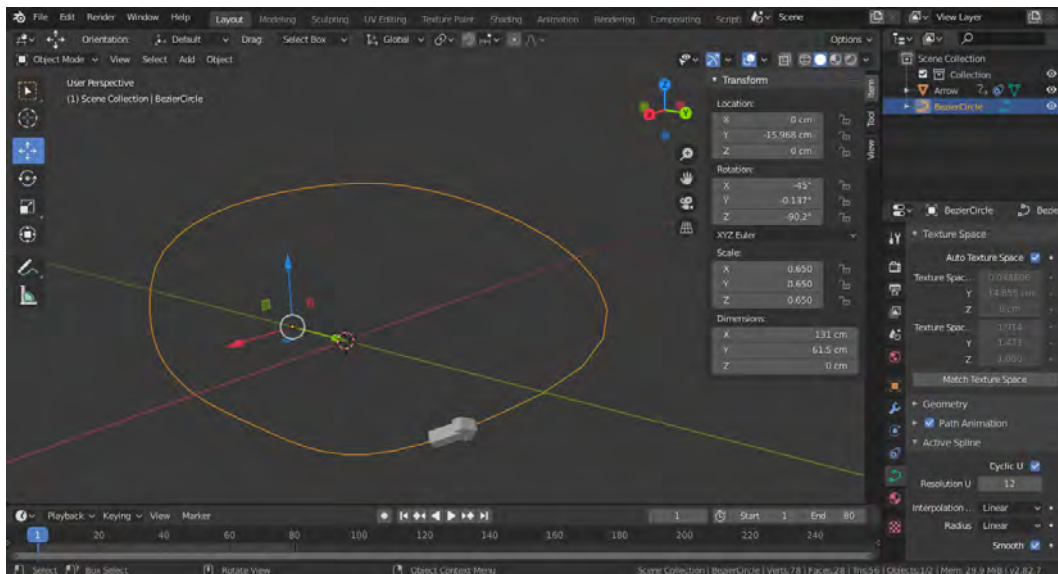 File Edit Render Window Help Layout Modeling Sculpting UV Editing Texture Paint Shading Animation Rendering Compositing Script Scene View Layer
Orientation: Default Drag: Select Box Global Options
Object Mode View Select Add Object
User Perspective
(1) Scene Collection | BezierCircle
Transform
Location:
X 0 cm
Y -15.968 cm
Z 0 cm
Rotation:
X -45°
Y -0.137°
Z -90.2°
XYZ Euler
Scale:
X 0.650
Y 0.650
Z 0.650
Dimensions:
X 131 cm
Y 61.5 cm
Z 0 cm
Item
Tool
View
Scene Collection
Collection
Arrow
BezierCircle
BezierCircle Bezie
Texture Space
Auto Texture Space
Texture Spac...
Y
Z
Texture Spac...
Y
Z
Match Texture Space
Geometry
Path Animation
Active Spline
Cyclic U
Resolution U 12
Interpolation ... Linear
Radius Linear
Smooth
Playback Keying View Marker 1 Start 1 End 80
1 20 40 60 80 100 120 140 160 180 200 220 240
Select Box Select Rotate View Object Context Menu Scene Collection | BezierCircle | Verts:78 | Faces:28 | Tris:56 | Objects:1/2 | Mem: 29.9 MiB | v2.82.7